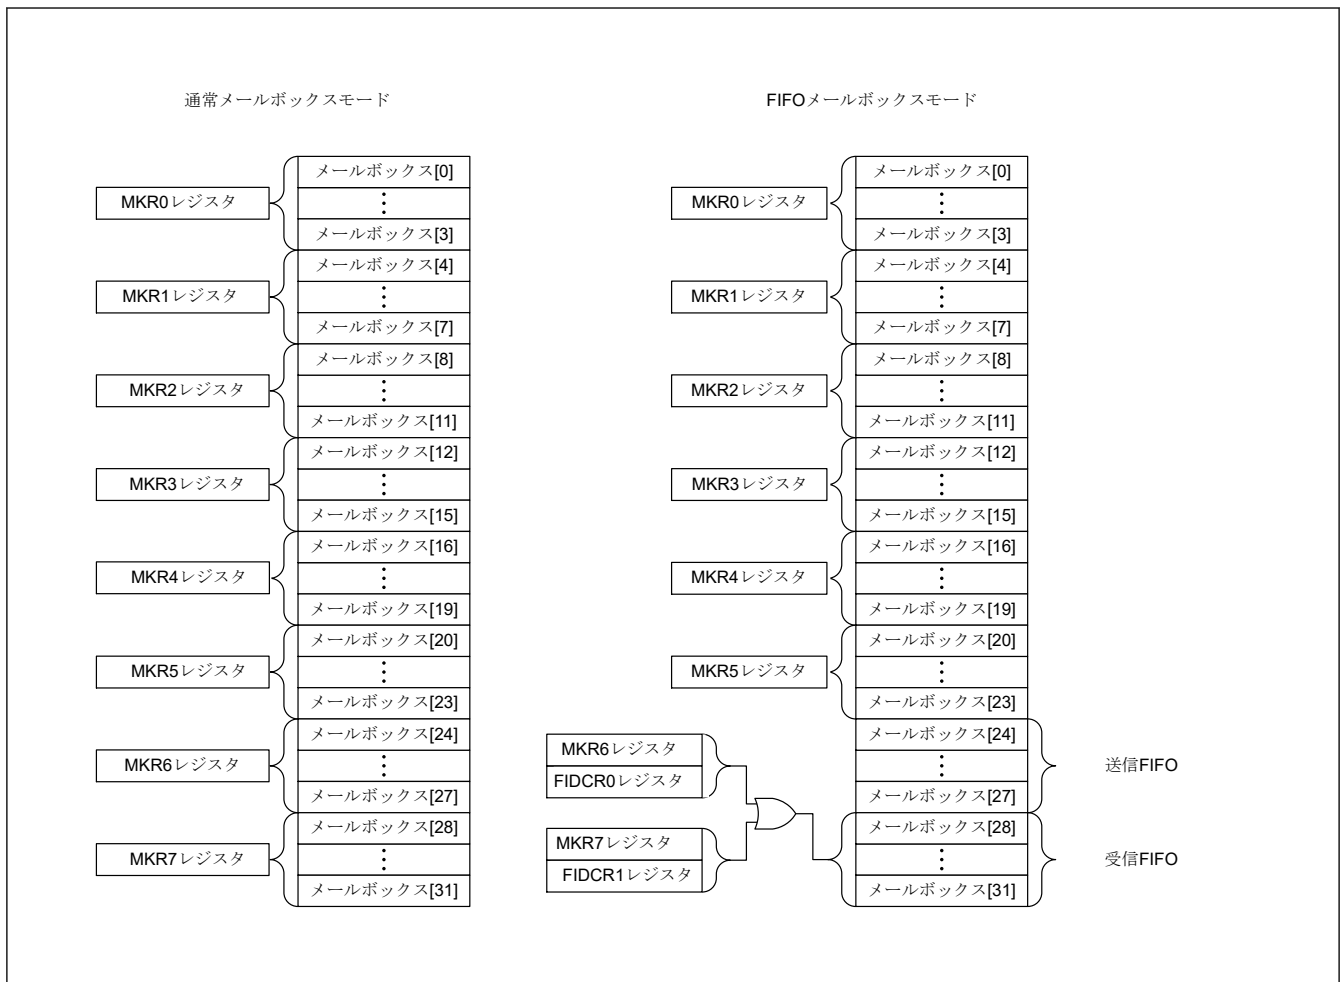 通常メールボックスモード
MKR0レジスタ
メールボックス[0]
メールボックス[3]
MKR1レジスタ
メールボックス[4]
メールボックス[7]
MKR2レジスタ
メールボックス[8]
メールボックス[11]
MKR3レジスタ
メールボックス[12]
メールボックス[15]
MKR4レジスタ
メールボックス[16]
メールボックス[19]
MKR5レジスタ
メールボックス[20]
メールボックス[23]
MKR6レジスタ
メールボックス[24]
メールボックス[27]
MKR7レジスタ
メールボックス[28]
メールボックス[31]
FIFOメールボックスモード
MKR0レジスタ
メールボックス[0]
メールボックス[3]
MKR1レジスタ
メールボックス[4]
メールボックス[7]
MKR2レジスタ
メールボックス[8]
メールボックス[11]
MKR3レジスタ
メールボックス[12]
メールボックス[15]
MKR4レジスタ
メールボックス[16]
メールボックス[19]
MKR5レジスタ
メールボックス[20]
メールボックス[23]
MKR6レジスタ
FIDCR0レジスタ
MKR7レジスタ
FIDCR1レジスタ
メールボックス[24]
メールボックス[27]
送信FIFO
メールボックス[28]
メールボックス[31]
受信FIFO